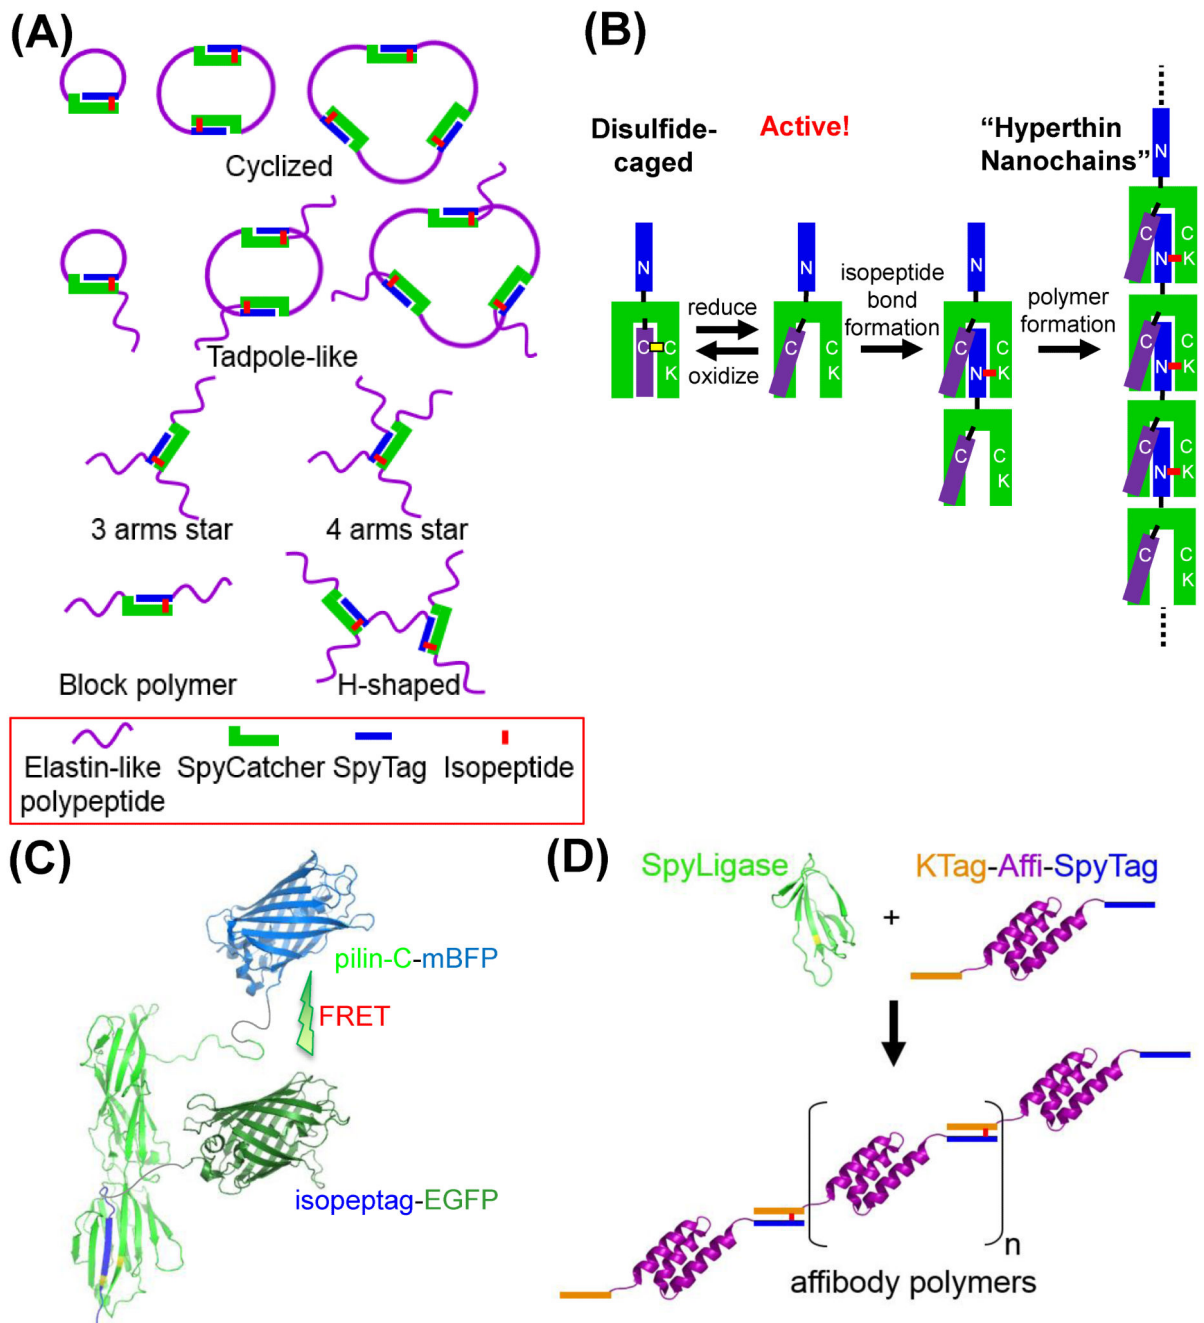 (A)
Cyclized
Tadpole-like
3 arms star
4 arms star
Block polymer
H-shaped
Elastin-like
polypeptide
SpyCatcher
SpyTag
Isopeptide
(B)
Disulfide-
caged
Active!
“Hyperthin
Nanochains”
N
C
C
K
reduce
oxidize
N
C
C
K
isopeptide
bond
formation
N
C
C
N
K
C
C
K
polymer
formation
N
C
C
N
K
C
C
N
K
C
C
N
K
C
C
K
(C)
pilin-C-mBFP
FRET
isopeptag-EGFP
(D)
SpyLigase
+
KTag-Affi-SpyTag
n
affibody polymers